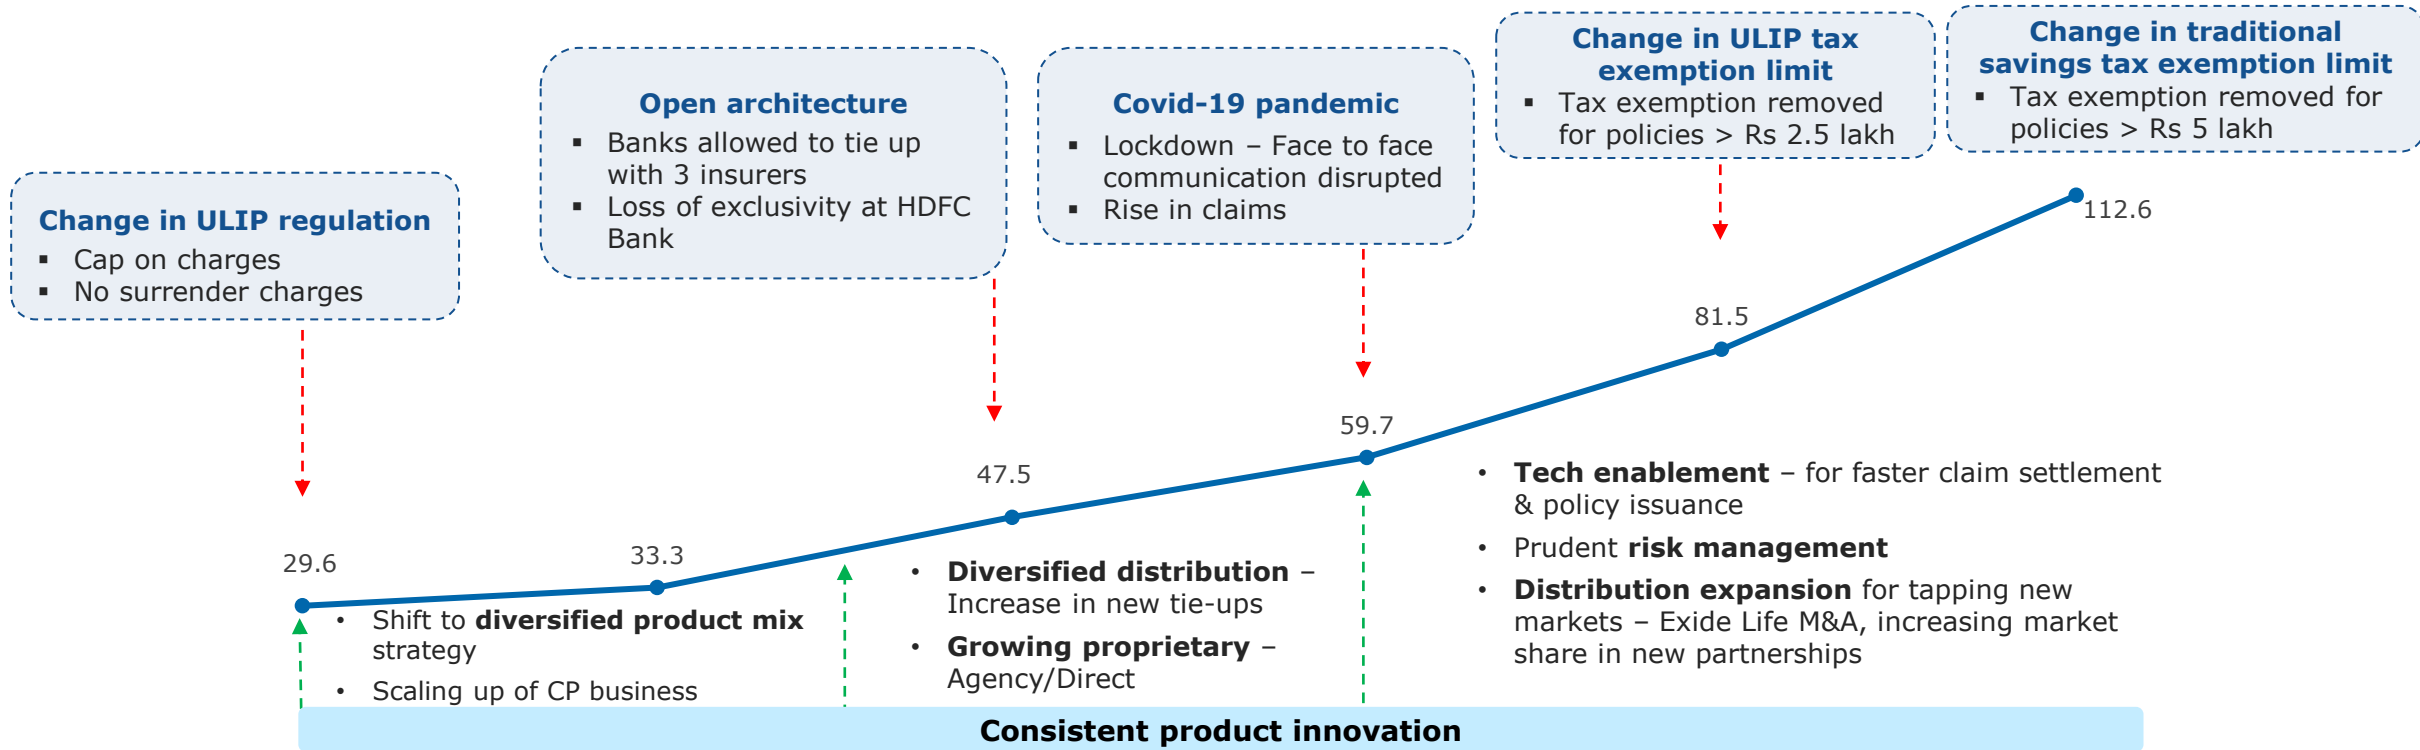 Change in ULIP regulation
▪ Cap on charges
▪ No surrender charges
Open architecture
▪ Banks allowed to tie up
with 3 insurers
▪ Loss of exclusivity at HDFC
Bank
Covid-19 pandemic
▪ Lockdown – Face to face
communication disrupted
▪ Rise in claims
Change in ULIP tax
exemption limit
▪ Tax exemption removed
for policies > Rs 2.5 lakh
Change in traditional
savings tax exemption limit
▪ Tax exemption removed for
policies > Rs 5 lakh
29.6
33.3
47.5
59.7
81.5
112.6
• Shift to diversified product mix
strategy
• Scaling up of CP business
• Diversified distribution –
Increase in new tie-ups
• Growing proprietary –
Agency/Direct
• Tech enablement – for faster claim settlement
& policy issuance
• Prudent risk management
• Distribution expansion for tapping new
markets – Exide Life M&A, increasing market
share in new partnerships
Consistent product innovation